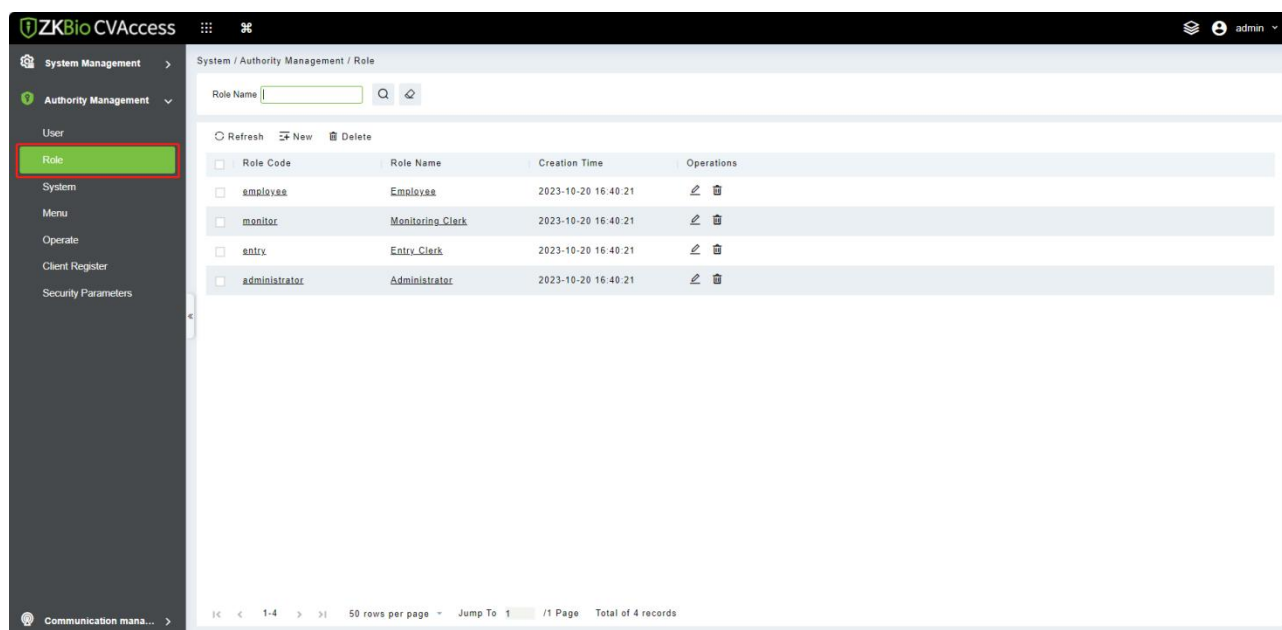 ZKBio CVAccess
admin
System Management
Authority Management
User
Role
System
Menu
Operate
Client Register
Security Parameters
Communication mana...
System / Authority Management / Role
Role Name
Refresh New Delete
Role Code Role Name Creation Time Operations
employee Employee 2023-10-20 16:40:21
monitor Monitoring Clerk 2023-10-20 16:40:21
entry Entry Clerk 2023-10-20 16:40:21
administrator Administrator 2023-10-20 16:40:21
1-4 50 rows per page Jump To 1 /1 Page Total of 4 records